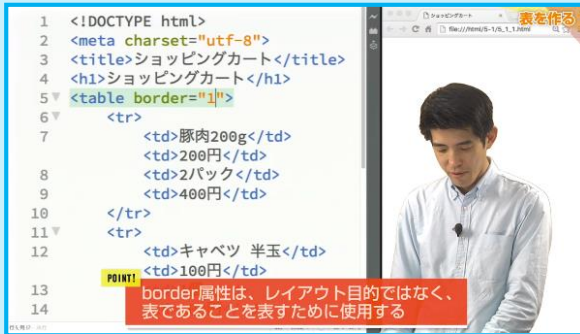 表を作る
ショッピングカート
file:///html/5-1/5_1_1.html
1 <!DOCTYPE html>
2 <meta charset="utf-8">
3 <title>ショッピングカート</title>
4 <h1>ショッピングカート</h1>
5 <table border="1">
6 <tr>
7 <td>豚肉200g</td>
<td>200円</td>
8 <td>2パック</td>
9 <td>400円</td>
10 </tr>
11 <tr>
12 <td>キャベツ 半玉</td>
<td>100円</td>
13
14
POINT!
border属性は、レイアウト目的ではなく、
表であることを表すために使用する